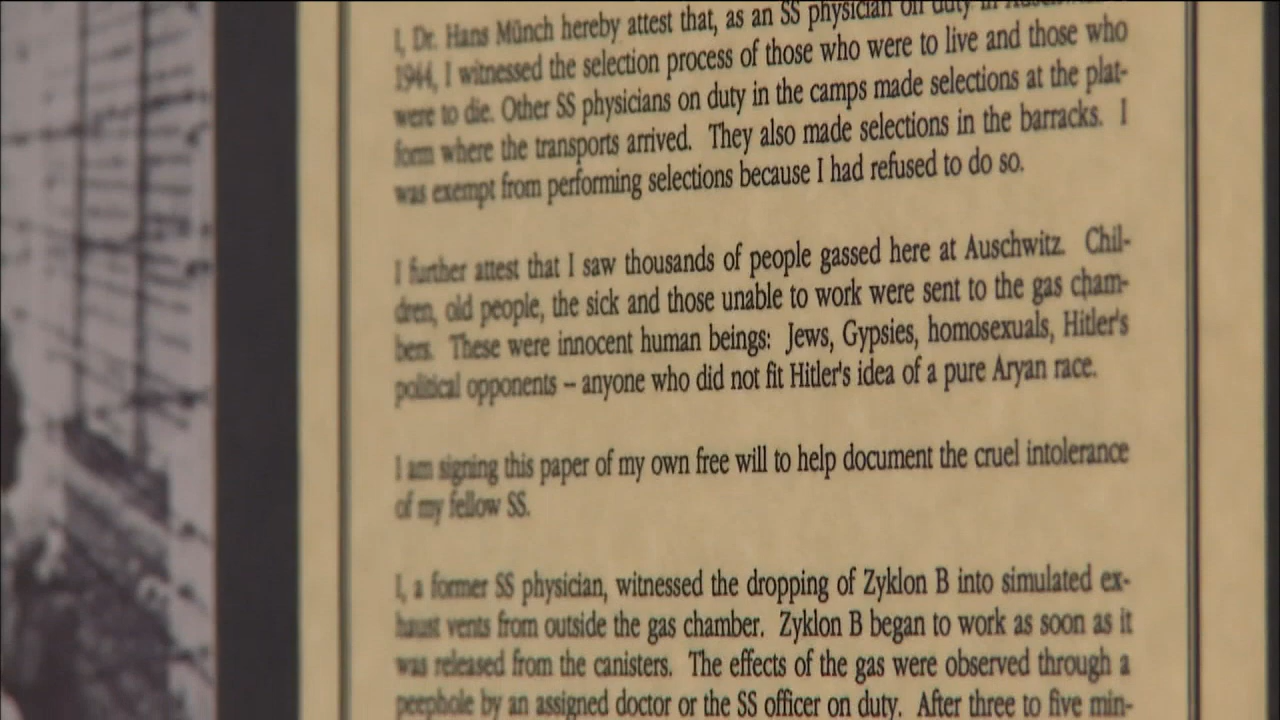 I, Dr. Hans Münch hereby attest that, as an SS physician on duty in Auschwitz
1944, I witnessed the selection process of those who were to live and those who
were to die. Other SS physicians on duty in the camps made selections at the plat-
form where the transports arrived. They also made selections in the barracks. I
was exempt from performing selections because I had refused to do so.
I further attest that I saw thousands of people gassed here at Auschwitz. Chil-
dren, old people, the sick and those unable to work were sent to the gas cham-
bers. These were innocent human beings: Jews, Gypsies, homosexuals, Hitler's
political opponents – anyone who did not fit Hitler's idea of a pure Aryan race.
I am signing this paper of my own free will to help document the cruel intolerance
of my fellow SS.
I, a former SS physician, witnessed the dropping of Zyklon B into simulated ex-
haust vents from outside the gas chamber. Zyklon B began to work as soon as it
was released from the canisters. The effects of the gas were observed through a
peephole by an assigned doctor or the SS officer on duty. After three to five min-